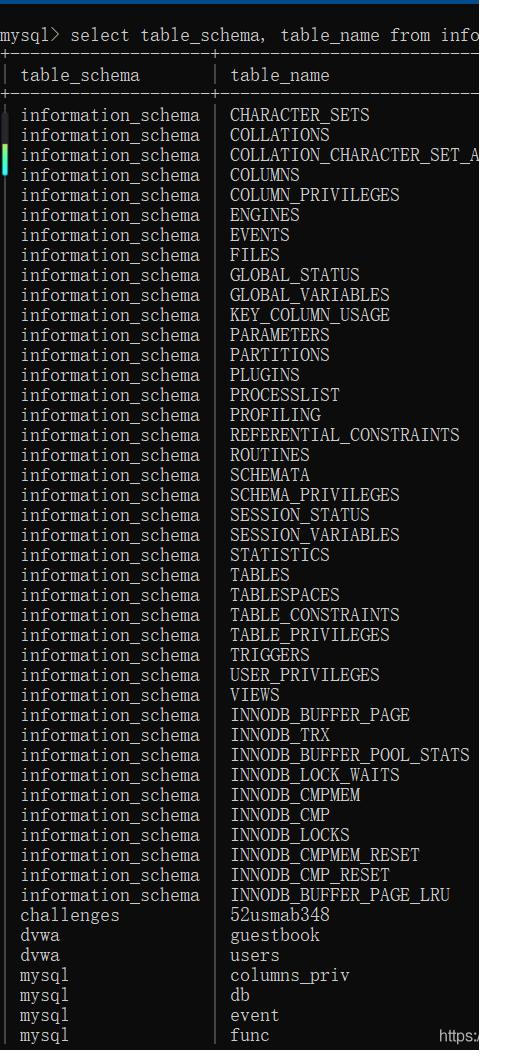 mysql> select table_schema, table_name from info
table_schema table_name
information_schema CHARACTER_SETS
information_schema COLLATIONS
information_schema COLLATION_CHARACTER_SET_A
information_schema COLUMNS
information_schema COLUMN_PRIVILEGES
information_schema ENGINES
information_schema EVENTS
information_schema FILES
information_schema GLOBAL_STATUS
information_schema GLOBAL_VARIABLES
information_schema KEY_COLUMN_USAGE
information_schema PARAMETERS
information_schema PARTITIONS
information_schema PLUGINS
information_schema PROCESSLIST
information_schema PROFILING
information_schema REFERENTIAL_CONSTRAINTS
information_schema ROUTINES
information_schema SCHEMATA
information_schema SCHEMA_PRIVILEGES
information_schema SESSION_STATUS
information_schema SESSION_VARIABLES
information_schema STATISTICS
information_schema TABLES
information_schema TABLESPACES
information_schema TABLE_CONSTRAINTS
information_schema TABLE_PRIVILEGES
information_schema TRIGGERS
information_schema USER_PRIVILEGES
information_schema VIEWS
information_schema INNODB_BUFFER_PAGE
information_schema INNODB_TRX
information_schema INNODB_BUFFER_POOL_STATS
information_schema INNODB_LOCK_WAITS
information_schema INNODB_CMPMEM
information_schema INNODB_CMP
information_schema INNODB_LOCKS
information_schema INNODB_CMPMEM_RESET
information_schema INNODB_CMP_RESET
information_schema INNODB_BUFFER_PAGE_LRU
challenges 52usmab348
dvwa guestbook
dvwa users
mysql columns_priv
mysql db
mysql event
mysql func
https:/